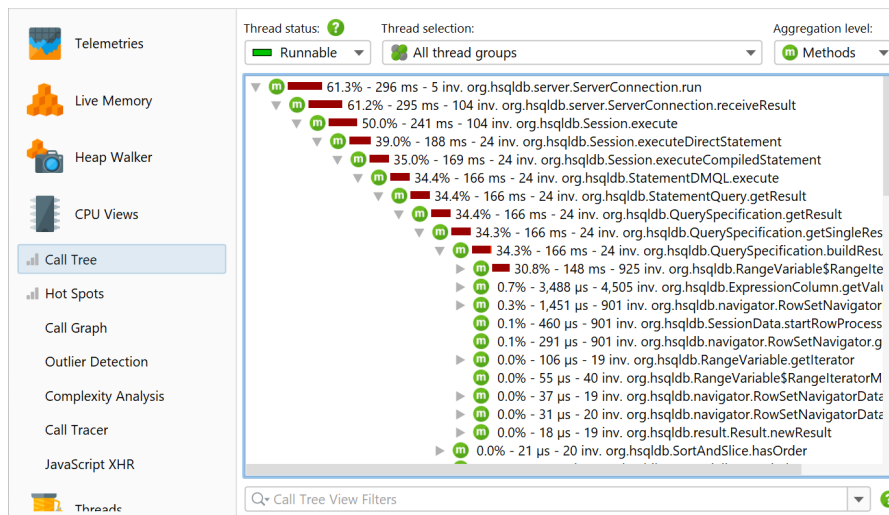 Thread status:
Thread selection:
Aggregation level:
Runnable
All thread groups
Methods
Telemetries
Live Memory
Heap Walker
CPU Views
Call Tree
Hot Spots
Call Graph
Outlier Detection
Complexity Analysis
Call Tracer
JavaScript XHR
Threads
61.3% - 296 ms - 5 inv. org.hsqldb.server.ServerConnection.run
61.2% - 295 ms - 104 inv. org.hsqldb.server.ServerConnection.receiveResult
50.0% - 241 ms - 104 inv. org.hsqldb.Session.execute
39.0% - 188 ms - 24 inv. org.hsqldb.Session.executeDirectStatement
35.0% - 169 ms - 24 inv. org.hsqldb.Session.executeCompiledStatement
34.4% - 166 ms - 24 inv. org.hsqldb.StatementDMQL.execute
34.4% - 166 ms - 24 inv. org.hsqldb.StatementQuery.getResult
34.4% - 166 ms - 24 inv. org.hsqldb.QuerySpecification.getResult
34.3% - 166 ms - 24 inv. org.hsqldb.QuerySpecification.getSingleRes
34.3% - 166 ms - 24 inv. org.hsqldb.QuerySpecification.buildResu
30.8% - 148 ms - 925 inv. org.hsqldb.RangeVariable$RangeIte
0.7% - 3,488 µs - 4,505 inv. org.hsqldb.ExpressionColumn.getValu
0.3% - 1,451 µs - 901 inv. org.hsqldb.navigator.RowSetNavigator
0.1% - 460 µs - 901 inv. org.hsqldb.SessionData.startRowProcess
0.1% - 291 µs - 901 inv. org.hsqldb.navigator.RowSetNavigator.g
0.0% - 106 µs - 19 inv. org.hsqldb.RangeVariable.getIterator
0.0% - 55 µs - 40 inv. org.hsqldb.RangeVariable$RangeIteratorM
0.0% - 37 µs - 19 inv. org.hsqldb.navigator.RowSetNavigatorData
0.0% - 31 µs - 20 inv. org.hsqldb.navigator.RowSetNavigatorData
0.0% - 18 µs - 19 inv. org.hsqldb.result.Result.newResult
0.0% - 21 µs - 20 inv. org.hsqldb.SortAndSlice.hasOrder
Call Tree View Filters